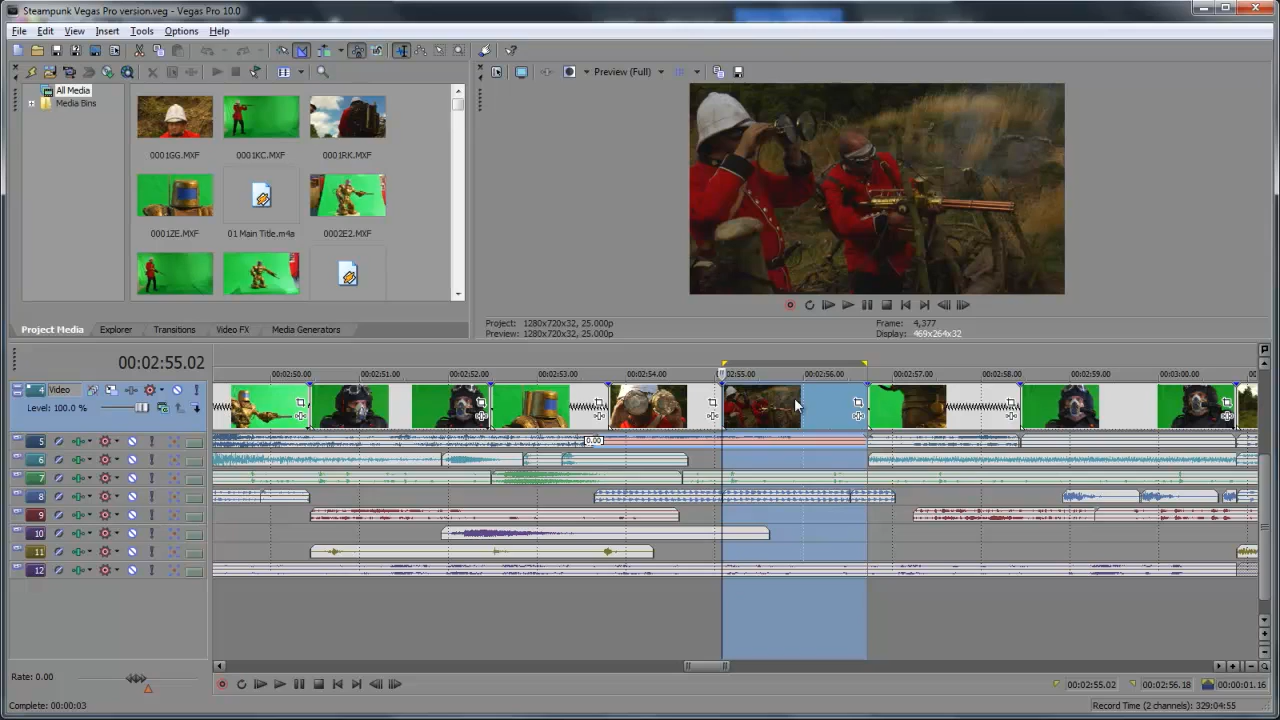 Steampunk Vegas Pro version.veg - Vegas Pro 10.0
File Edit View Insert Tools Options Help
Preview (Full)
All Media
Media Bins
0001GG.MXF 0001KC.MXF 0001RK.MXF
0001ZE.MXF 01 Main Title.m4a 0002E2.MXF
Project Media Explorer Transitions Video FX Media Generators
Project: 1280x720x32, 25.000p
Preview: 1280x720x32, 25.000p
Frame: 4,377
Display: 469x264x32
00:02:55.02
00:02:50.00 00:02:51.00 00:02:52.00 00:02:53.00 00:02:54.00 00:02:55.00 00:02:56.00 00:02:57.00 00:02:58.00 00:02:59.00 00:03:00.00
4 Video
Level: 100.0 %
5
0.00
6
7
8
9
10
11
12
Rate: 0.00
00:02:55.02 00:02:56.18 00:00:01.16
Complete: 00:00:03
Record Time (2 channels): 329:04:55